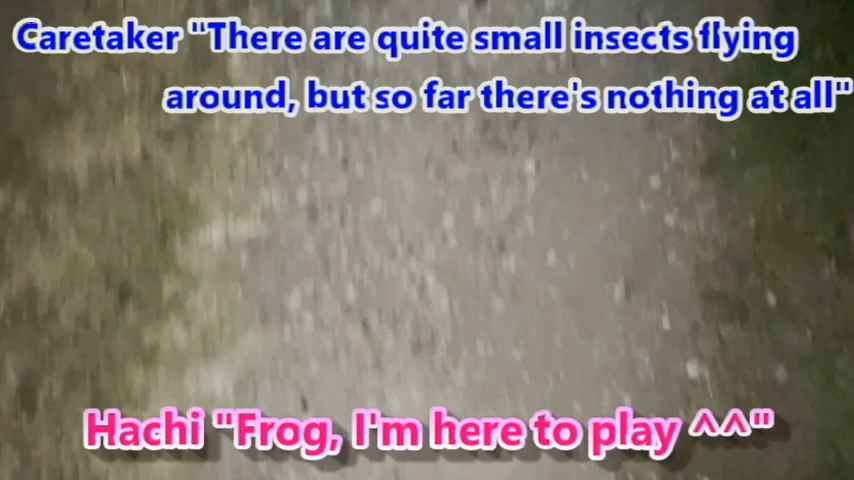 Caretaker "There are quite small insects flying
around, but so far there's nothing at all"
Hachi "Frog, I'm here to play ^^"